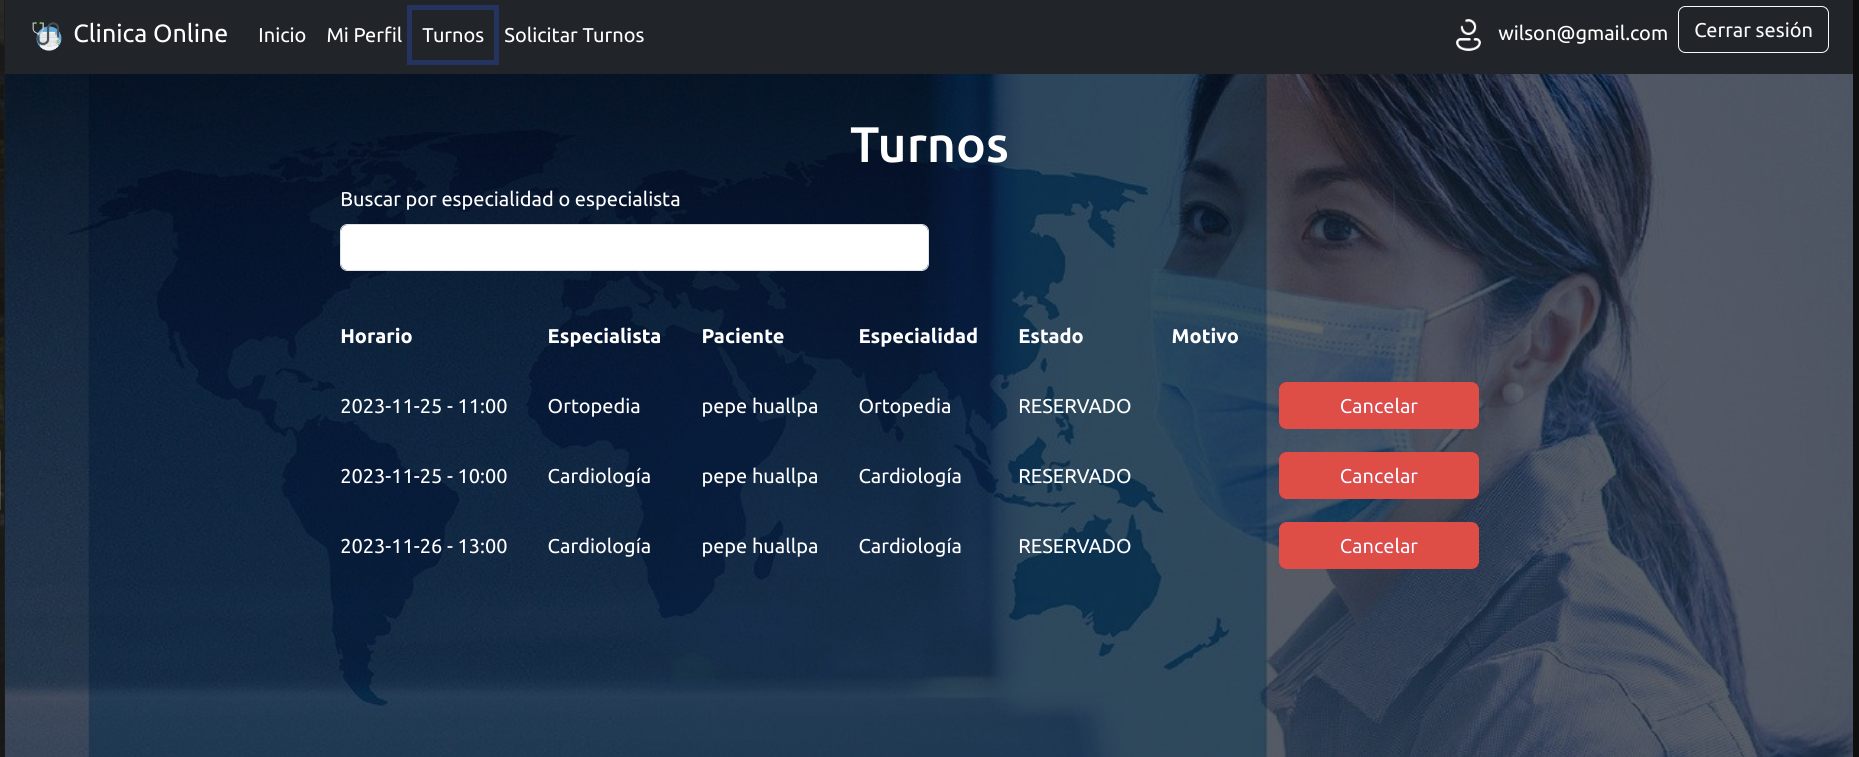 Clinica Online Inicio Mi Perfil Turnos Solicitar Turnos wilson@gmail.com Cerrar sesión
Turnos
Buscar por especialidad o especialista
Horario Especialista Paciente Especialidad Estado Motivo
2023-11-25 - 11:00 Ortopedia pepe huallpa Ortopedia RESERVADO Cancelar
2023-11-25 - 10:00 Cardiología pepe huallpa Cardiología RESERVADO Cancelar
2023-11-26 - 13:00 Cardiología pepe huallpa Cardiología RESERVADO Cancelar